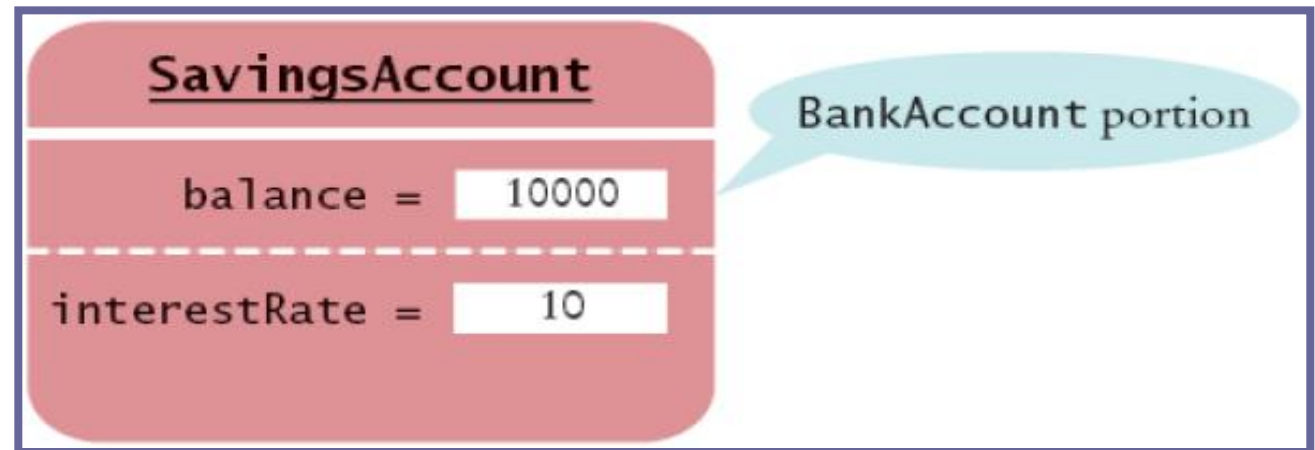 SavingsAccount
BankAccount portion
balance = 10000
interestRate = 10